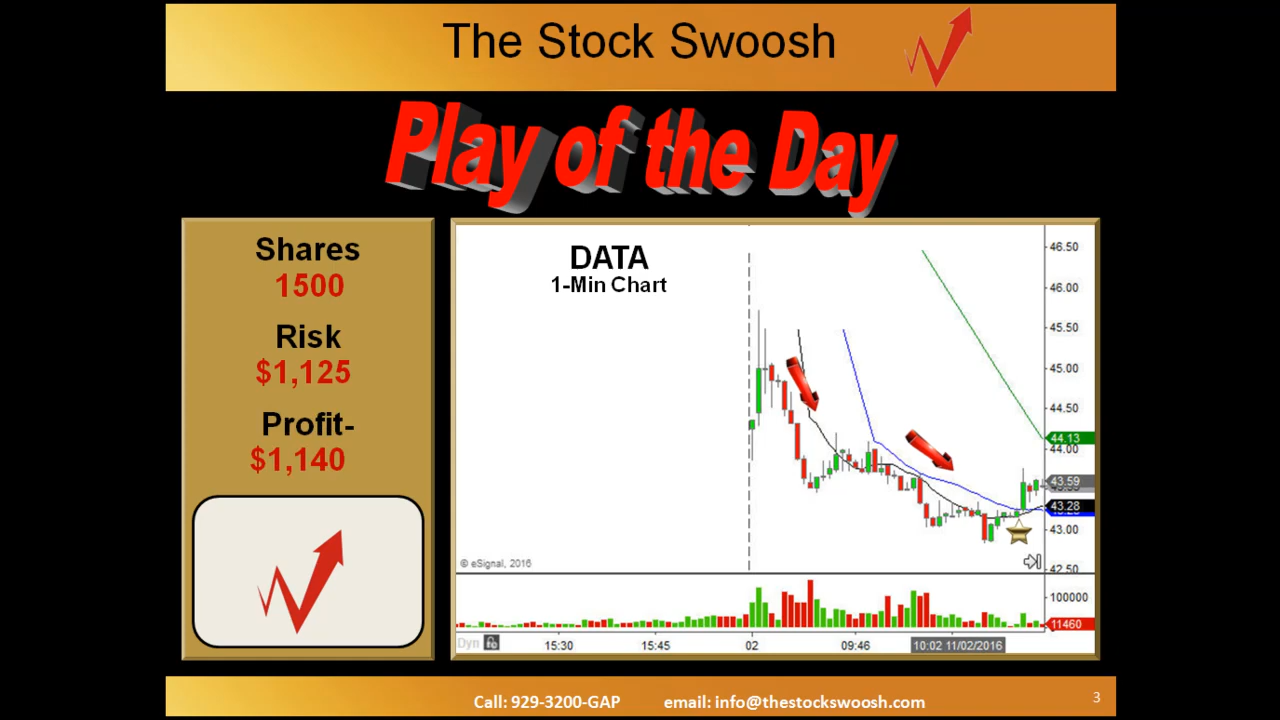 The Stock Swoosh
Play of the Day
Shares
1500
Risk
$1,125
Profit-
$1,140
DATA
1-Min Chart
46.50
46.00
45.50
45.00
44.50
44.13
44.00
43.59
43.28
43.00
42.50
© eSignal, 2016
100000
11460
Dyn
15:30
15:45
02
09:46
10:02 11/02/2016
Call: 929-3200-GAP email: info@thestockswoosh.com
3